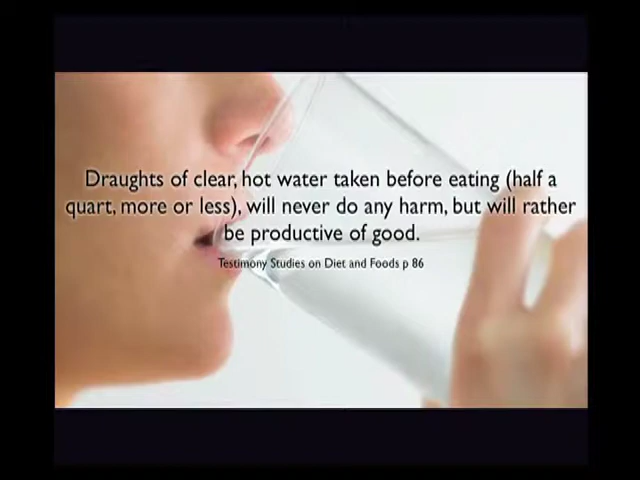 Draughts of clear, hot water taken before eating (half a
quart, more or less), will never do any harm, but will rather
be productive of good.
Testimony Studies on Diet and Foods p 86